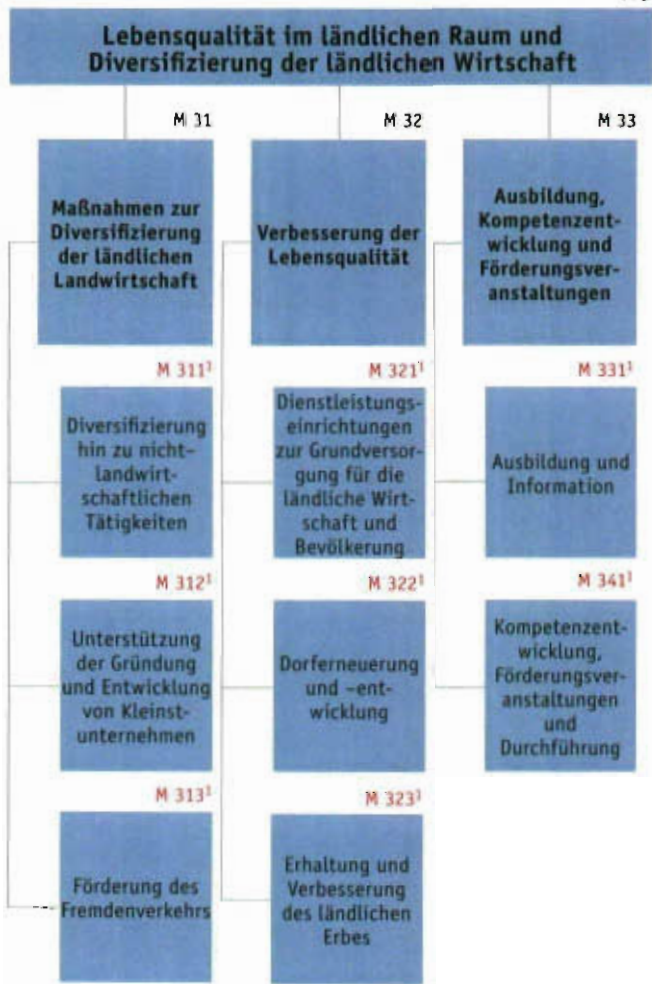 Lebensqualität im ländlichen Raum und
Diversifizierung der ländlichen Wirtschaft
M 31
Maßnahmen zur
Diversifizierung
der ländlichen
Landwirtschaft
M 311¹
Diversifizierung
hin zu nicht-
landwirt-
schaftlichen
Tätigkeiten
M 312¹
Unterstützung
der Gründung
und Entwicklung
von Kleinst-
unternehmen
M 313¹
Förderung des
Fremdenverkehrs
M 32
Verbesserung der
Lebensqualität
M 321¹
Dienstleistungs-
einrichtungen
zur Grundversor-
gung für die
ländliche Wirt-
schaft und
Bevölkerung
M 322¹
Dorferneuerung
und -ent-
wicklung
M 323¹
Erhaltung und
Verbesserung
des ländlichen
Erbes
M 33
Ausbildung,
Kompetenzent-
wicklung und
Förderungsver-
anstaltungen
M 331¹
Ausbildung und
Information
M 341¹
Kompetenzent-
wicklung,
Förderungsver-
anstaltungen
und
Durchführung